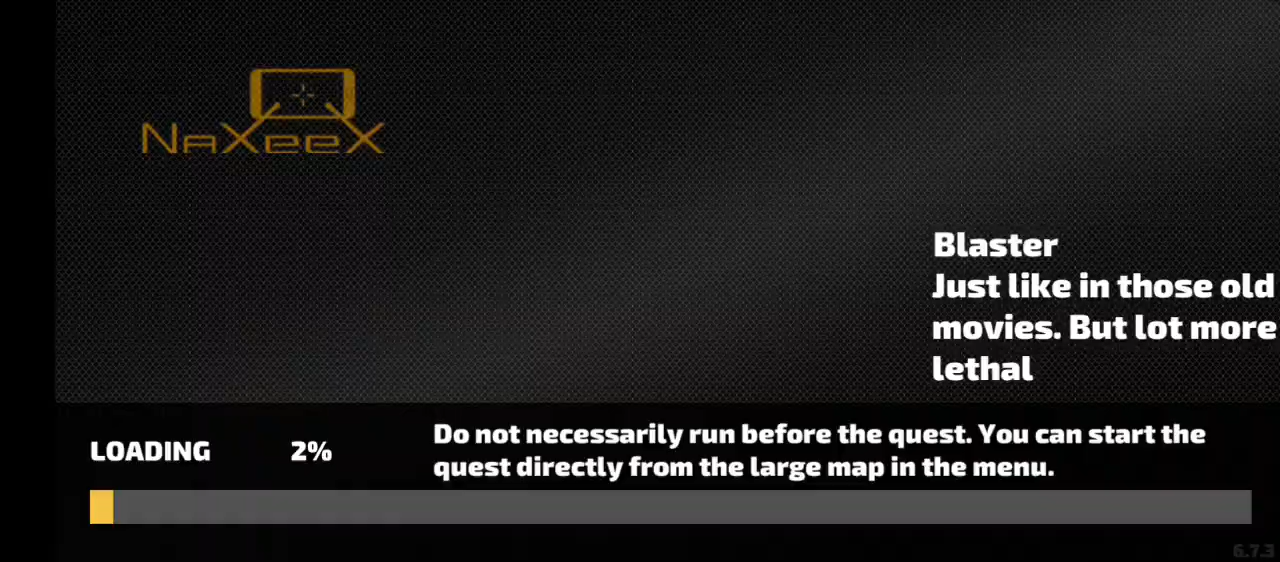 NaXeeX
Blaster
Just like in those old
movies. But lot more
lethal
LOADING 2%
Do not necessarily run before the quest. You can start the
quest directly from the large map in the menu.
6.7.3